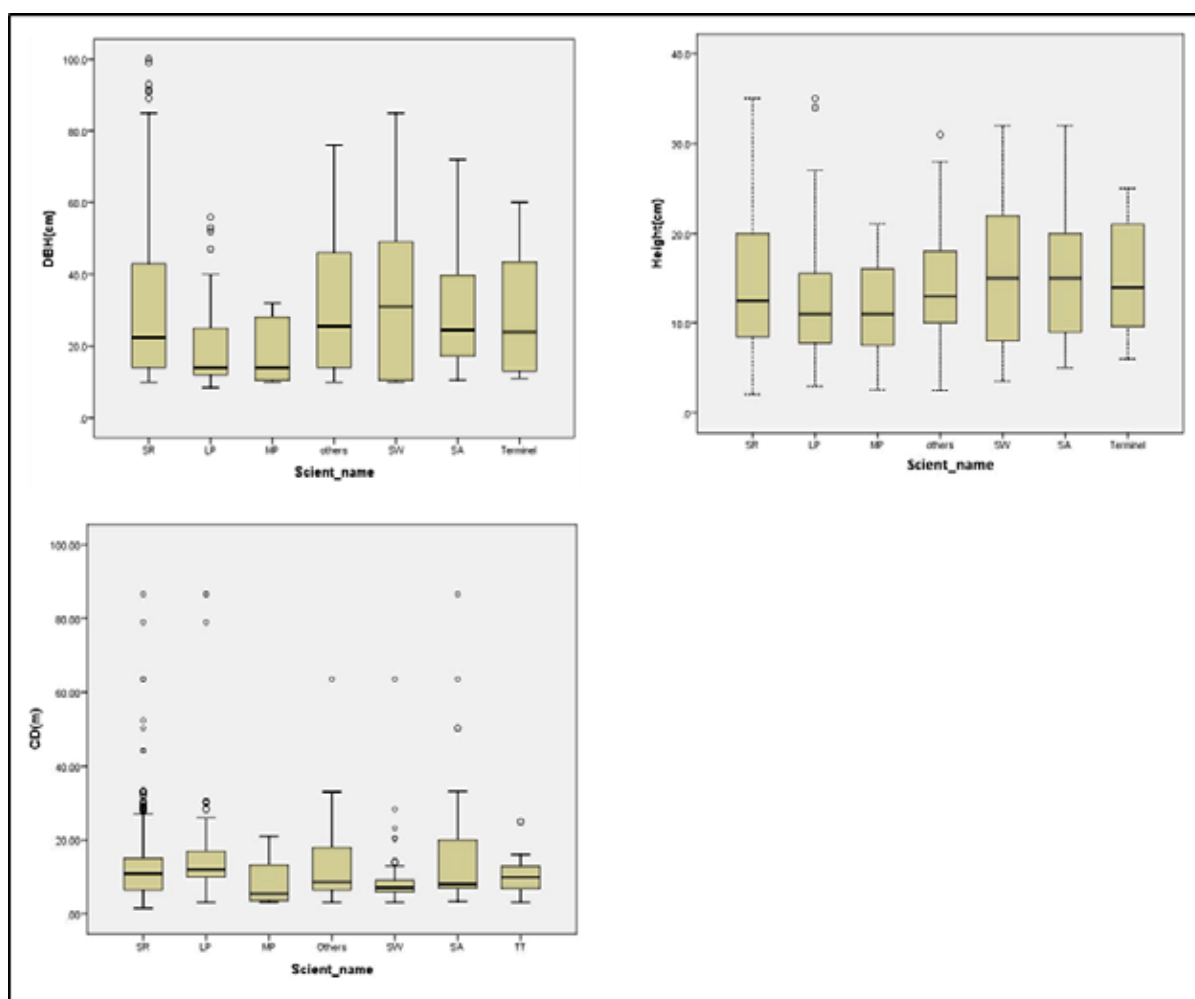 100.0
80.0
60.0
40.0
20.0
.0
DBH(cm)
SR LP MP others SW SA Terminel
Scient_name
40.0
30.0
20.0
10.0
.0
Height(cm)
SR LP MP others SW SA Terminel
Scient_name
100.00
80.00
60.00
40.00
20.00
.00
CD(m)
SR LP MP Others SW SA TT
Scient_name